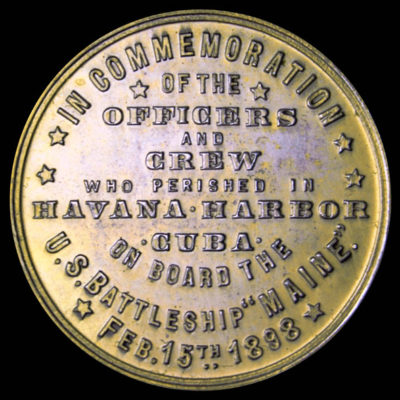 IN COMMEMORATION
OF THE
OFFICERS
AND
CREW
WHO PERISHED IN
HAVANA·HARBOR
·CUBA·
ON BOARD THE
U.S. BATTLESHIP "MAINE".
FEB. 15TH,, 1898